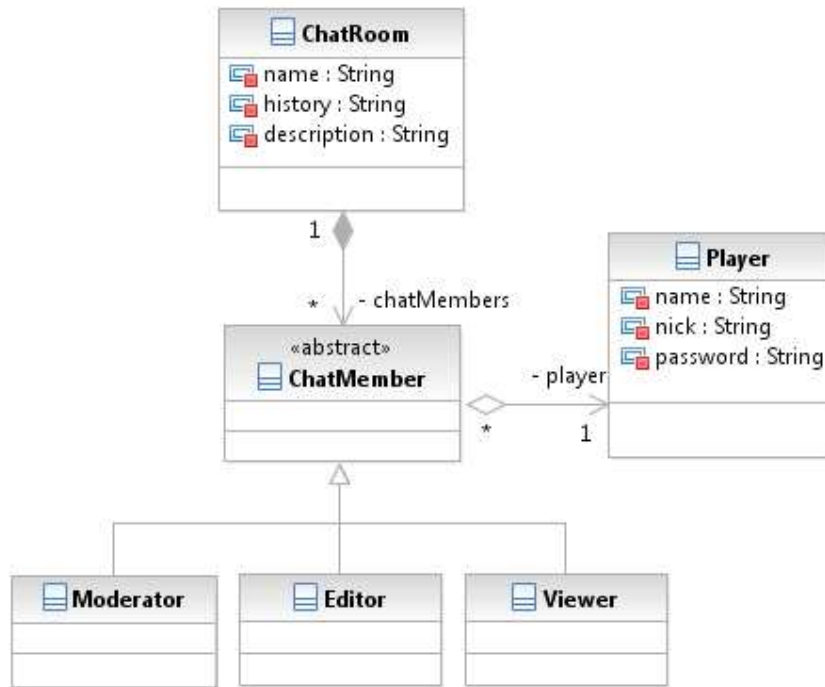 ChatRoom
name : String
history : String
description : String
1
* - chatMembers
«abstract»
ChatMember
Player
name : String
nick : String
password : String
- player
* 1
Moderator
Editor
Viewer